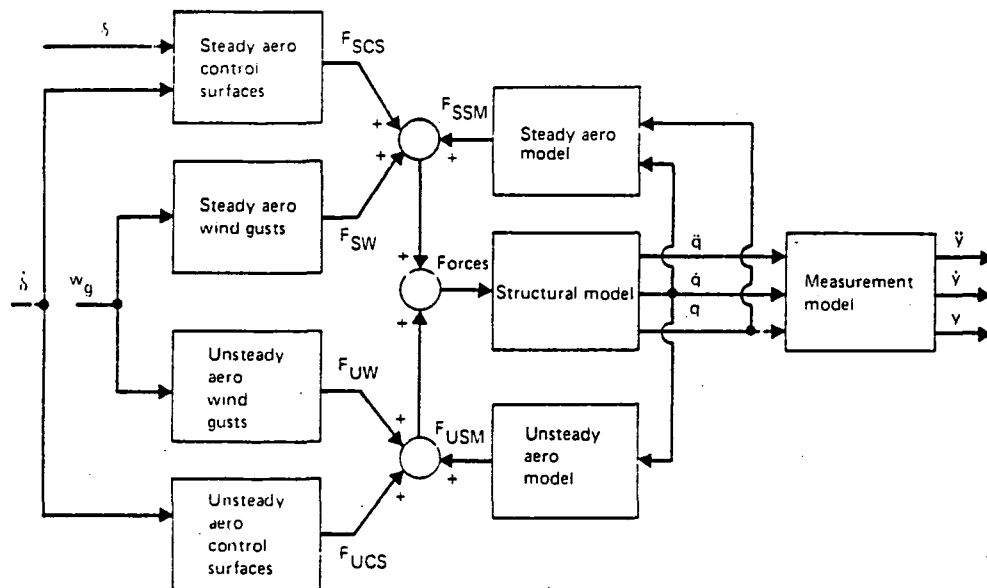 δ
Steady aero
control
surfaces
F_SCS
+
+
+
F_SSM
Steady aero
model
Steady aero
wind gusts
F_SW
δ̇
w_g
+
+
Forces
Structural model
q̈
q̇
q
Measurement
model
ÿ
ẏ
y
Unsteady
aero
wind
gusts
F_UW
+
+
+
F_USM
Unsteady
aero
model
Unsteady
aero
control
surfaces
F_UCS